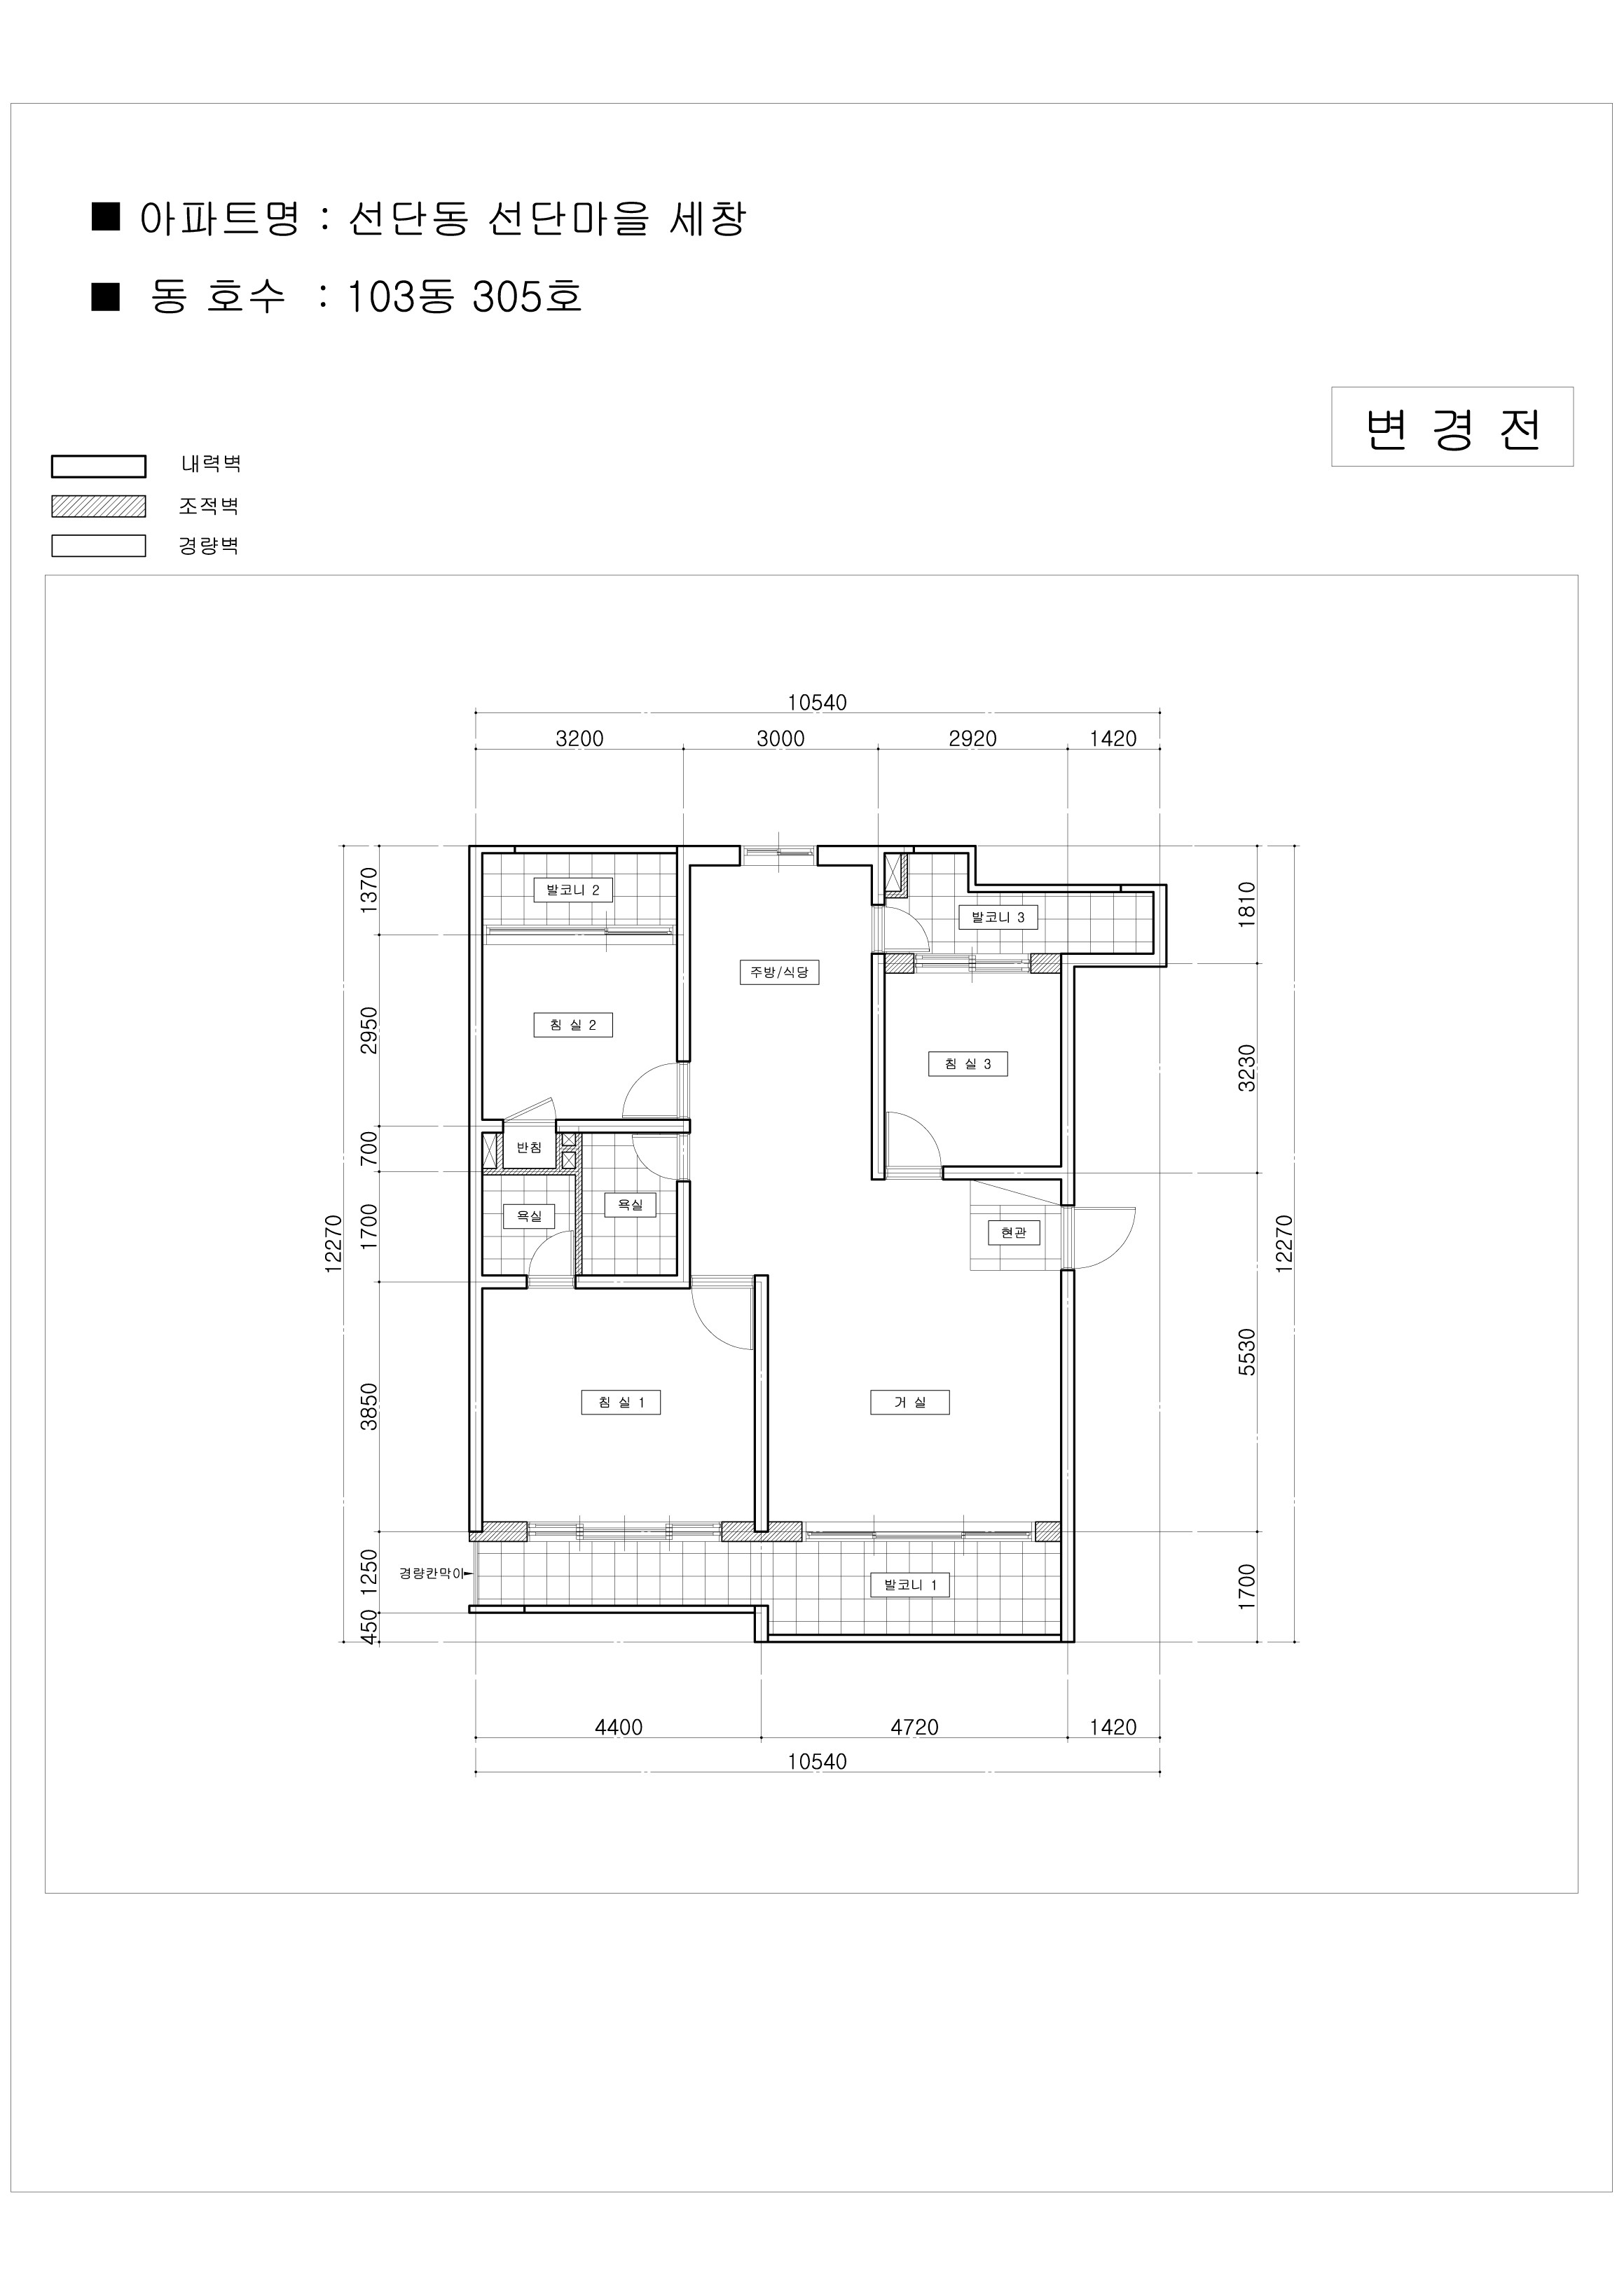 ■ 아파트명 : 선단동 선단마을 세창
■ 동 호수 : 103동 305호
변 경 전
내력벽
조적벽
경량벽
10540
3200 3000 2920 1420
1370
2950
700
1700
3850
1250
450
12270
발코니 2
발코니 3
주방/식당
침 실 2
침 실 3
반침
욕실
욕실
현관
침 실 1
거 실
경량칸막이
발코니 1
1810
3230
5530
1700
12270
4400 4720 1420
10540